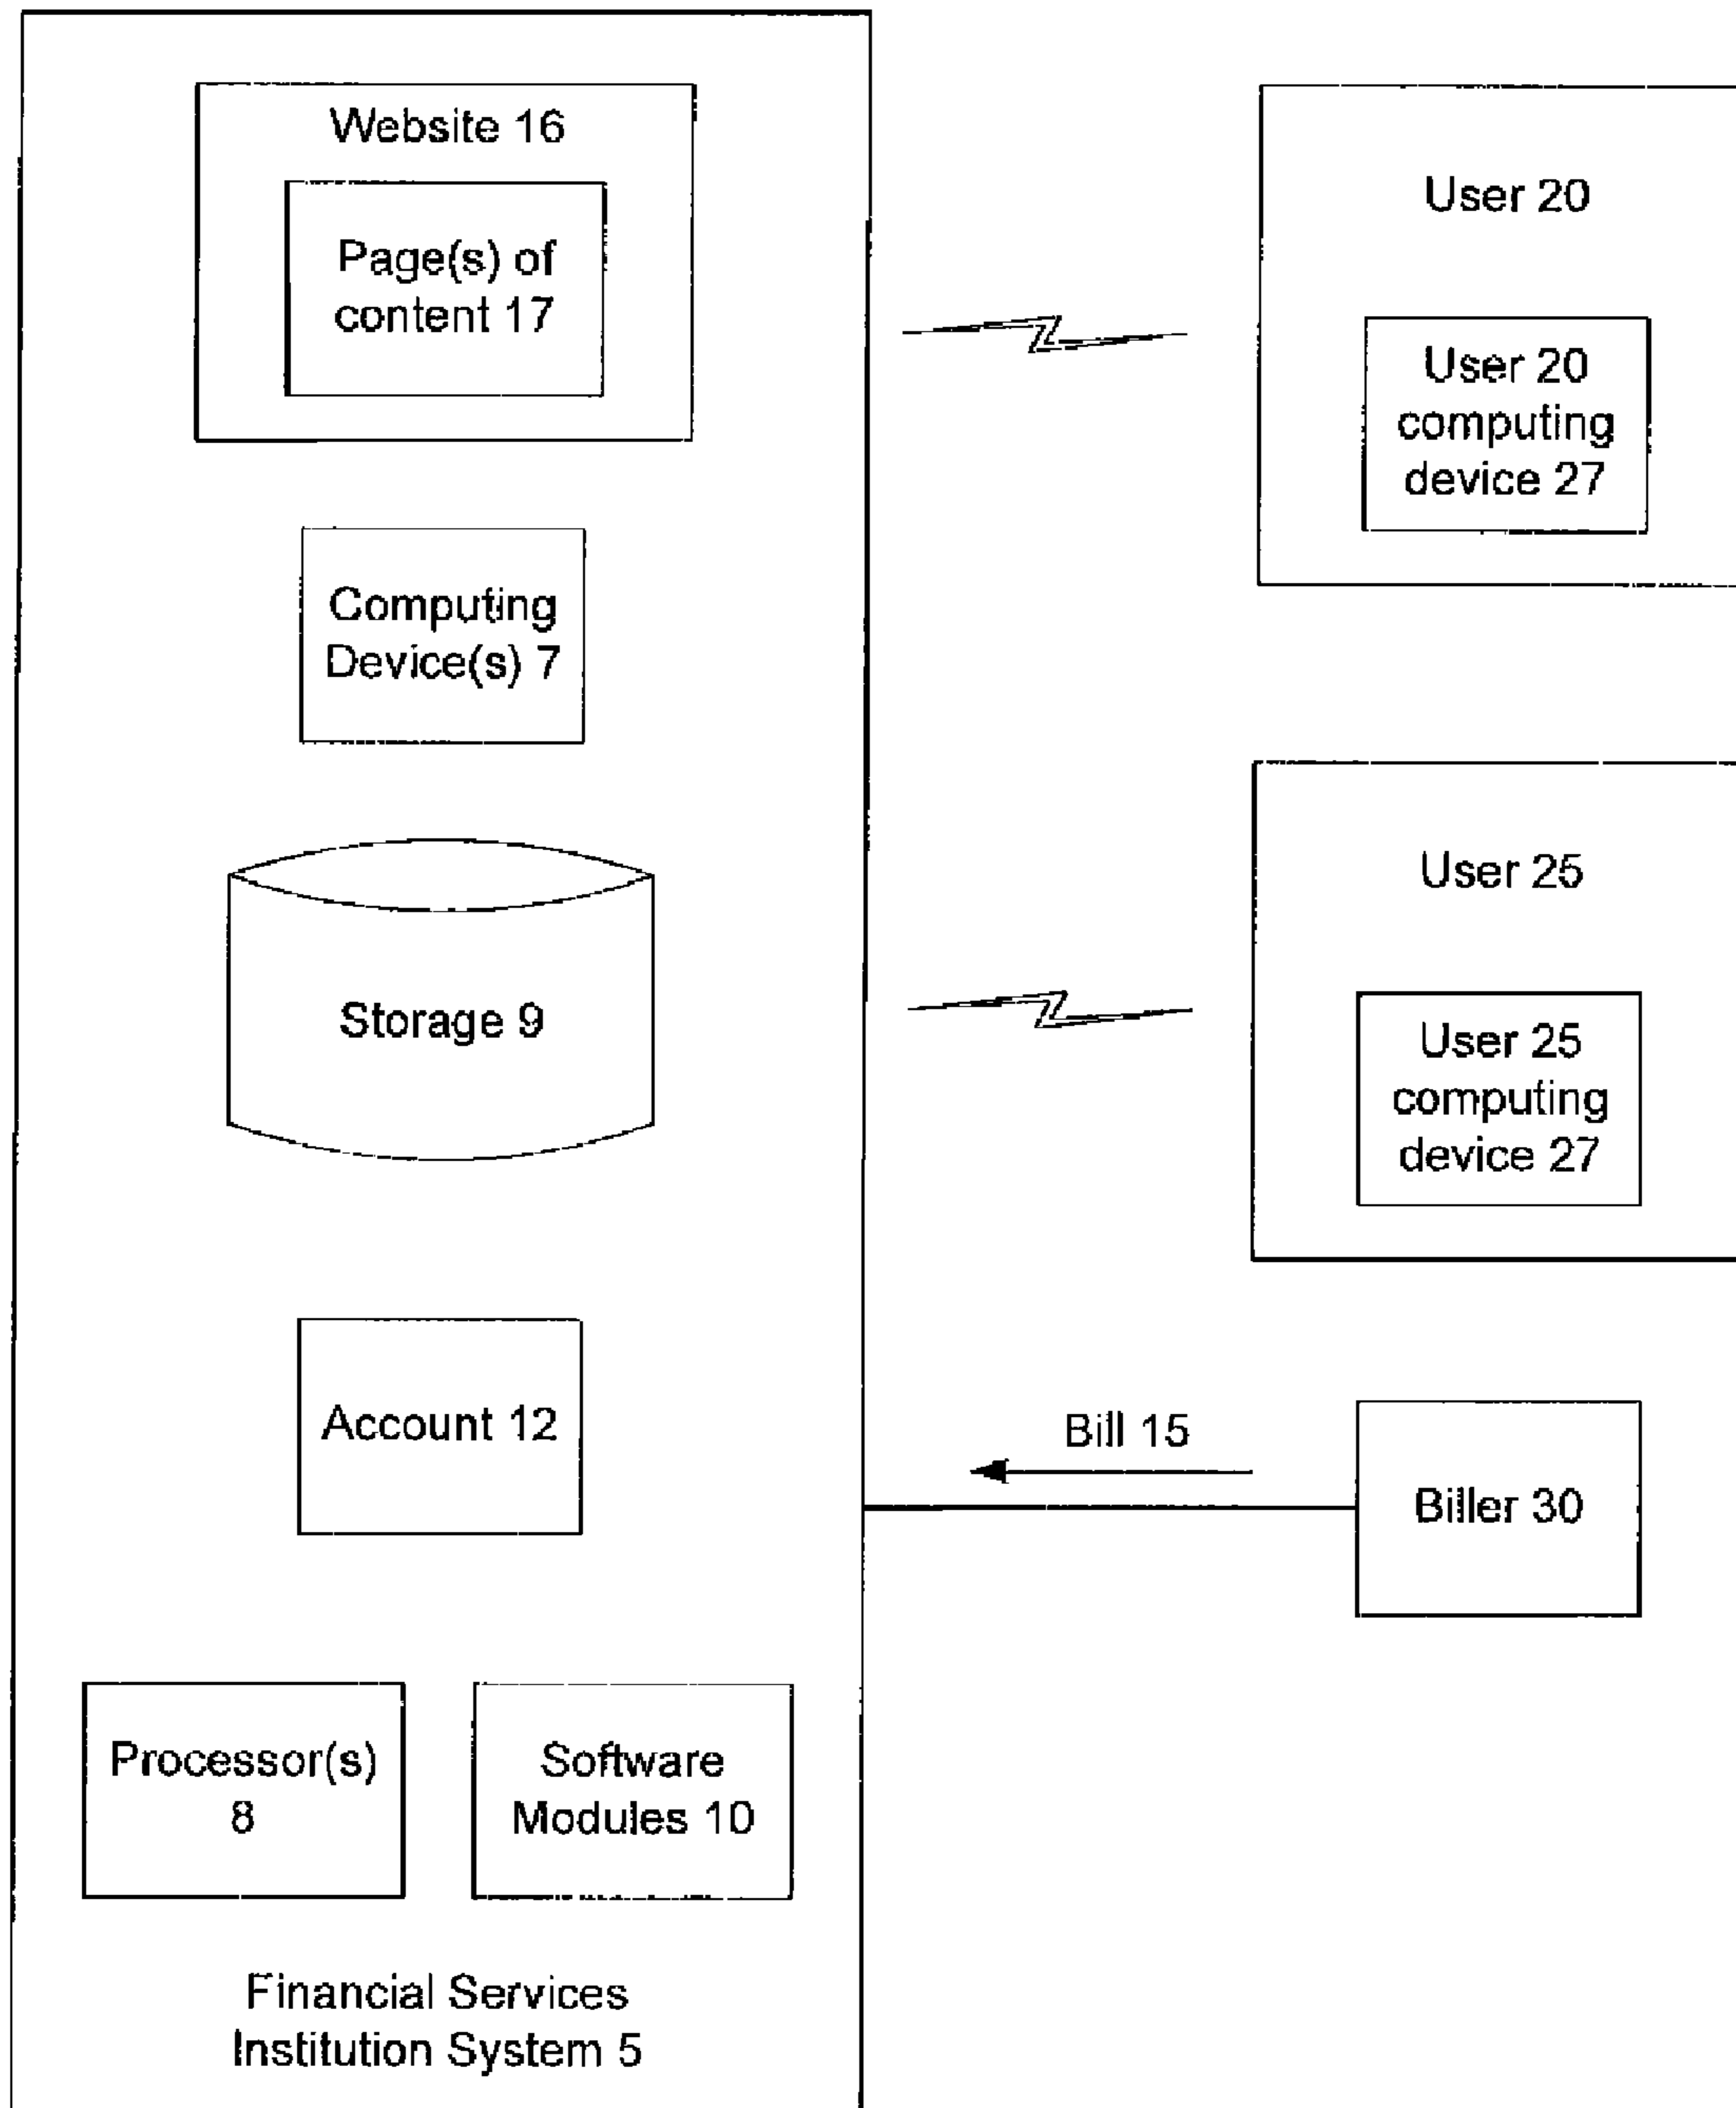 Website 16
Page(s) of
content 17
Computing
Device(s) 7
Storage 9
Account 12
Processor(s)
8
Software
Modules 10
Financial Services
Institution System 5
User 20
User 20
computing
device 27
User 25
User 25
computing
device 27
Bill 15
Biller 30